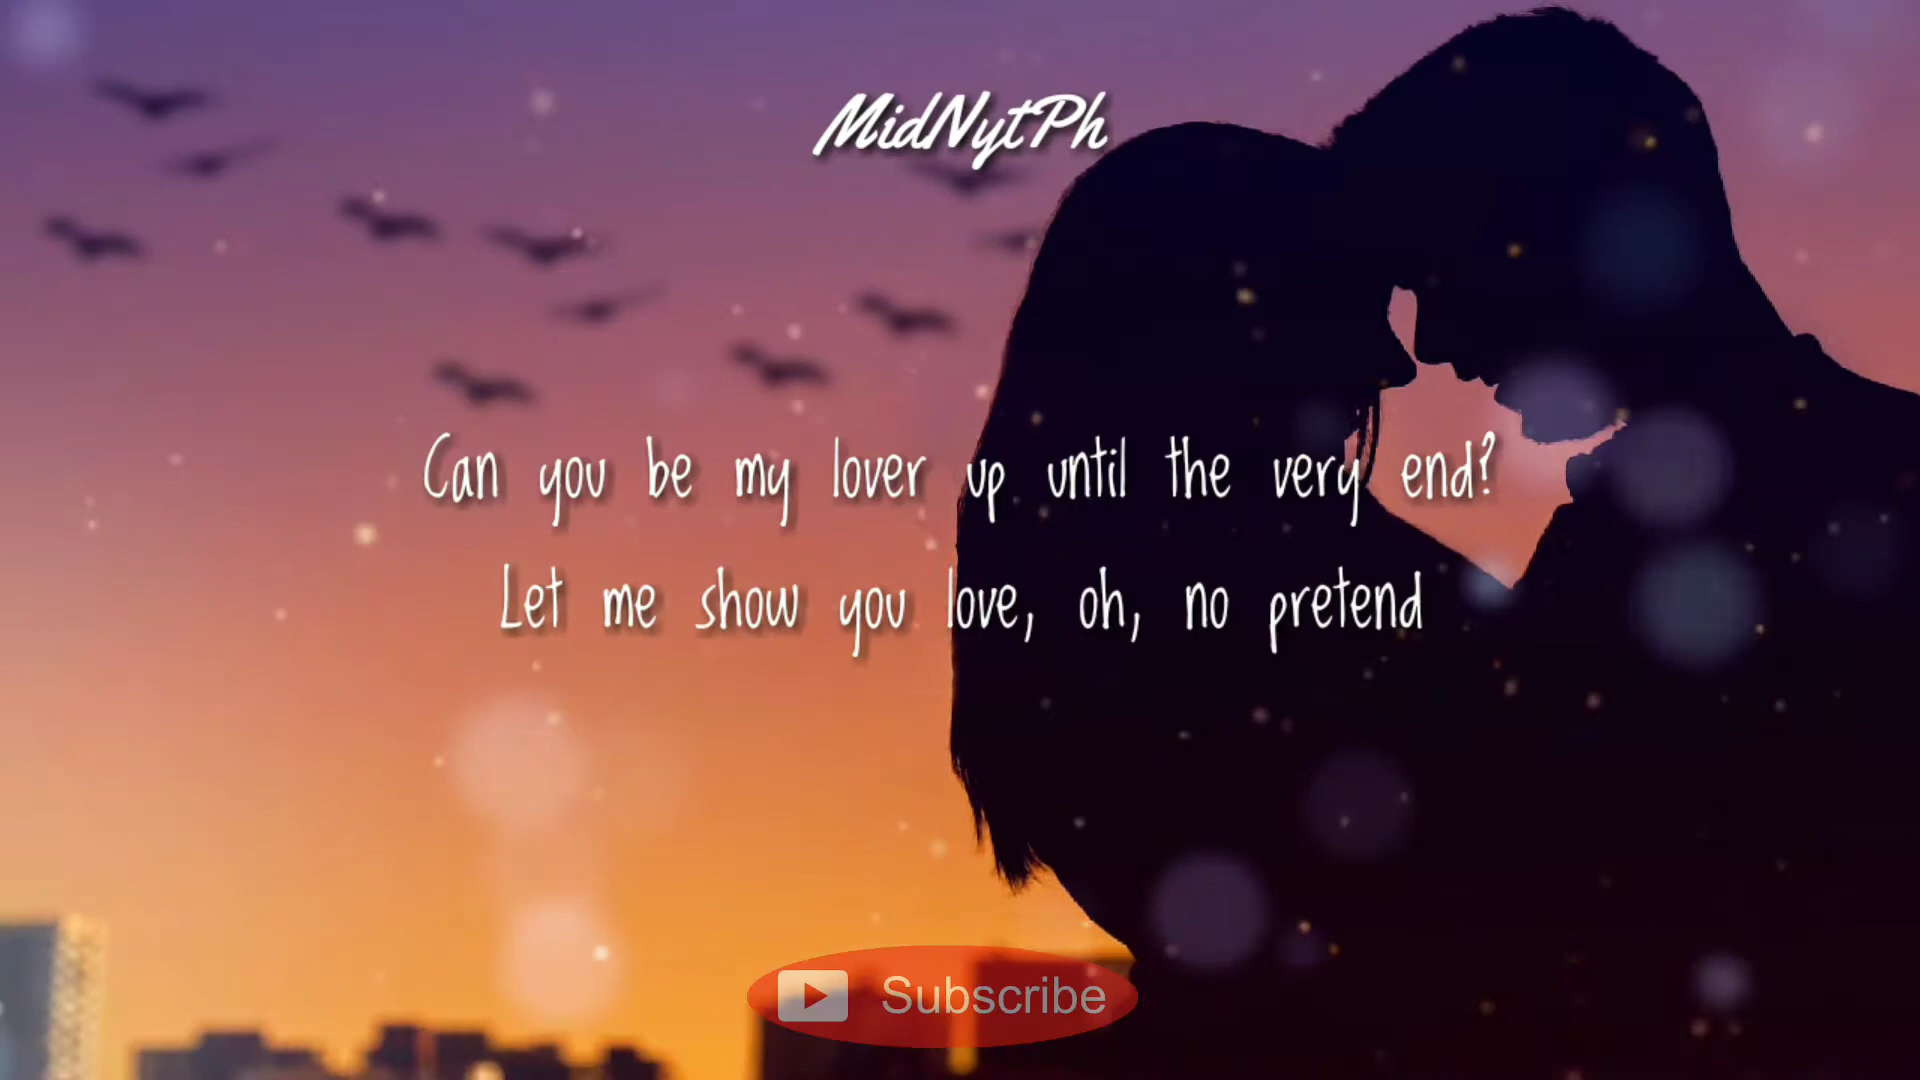 MidNytPh
Can you be my lover up until the very end?
Let me show you love, oh, no pretend
Subscribe